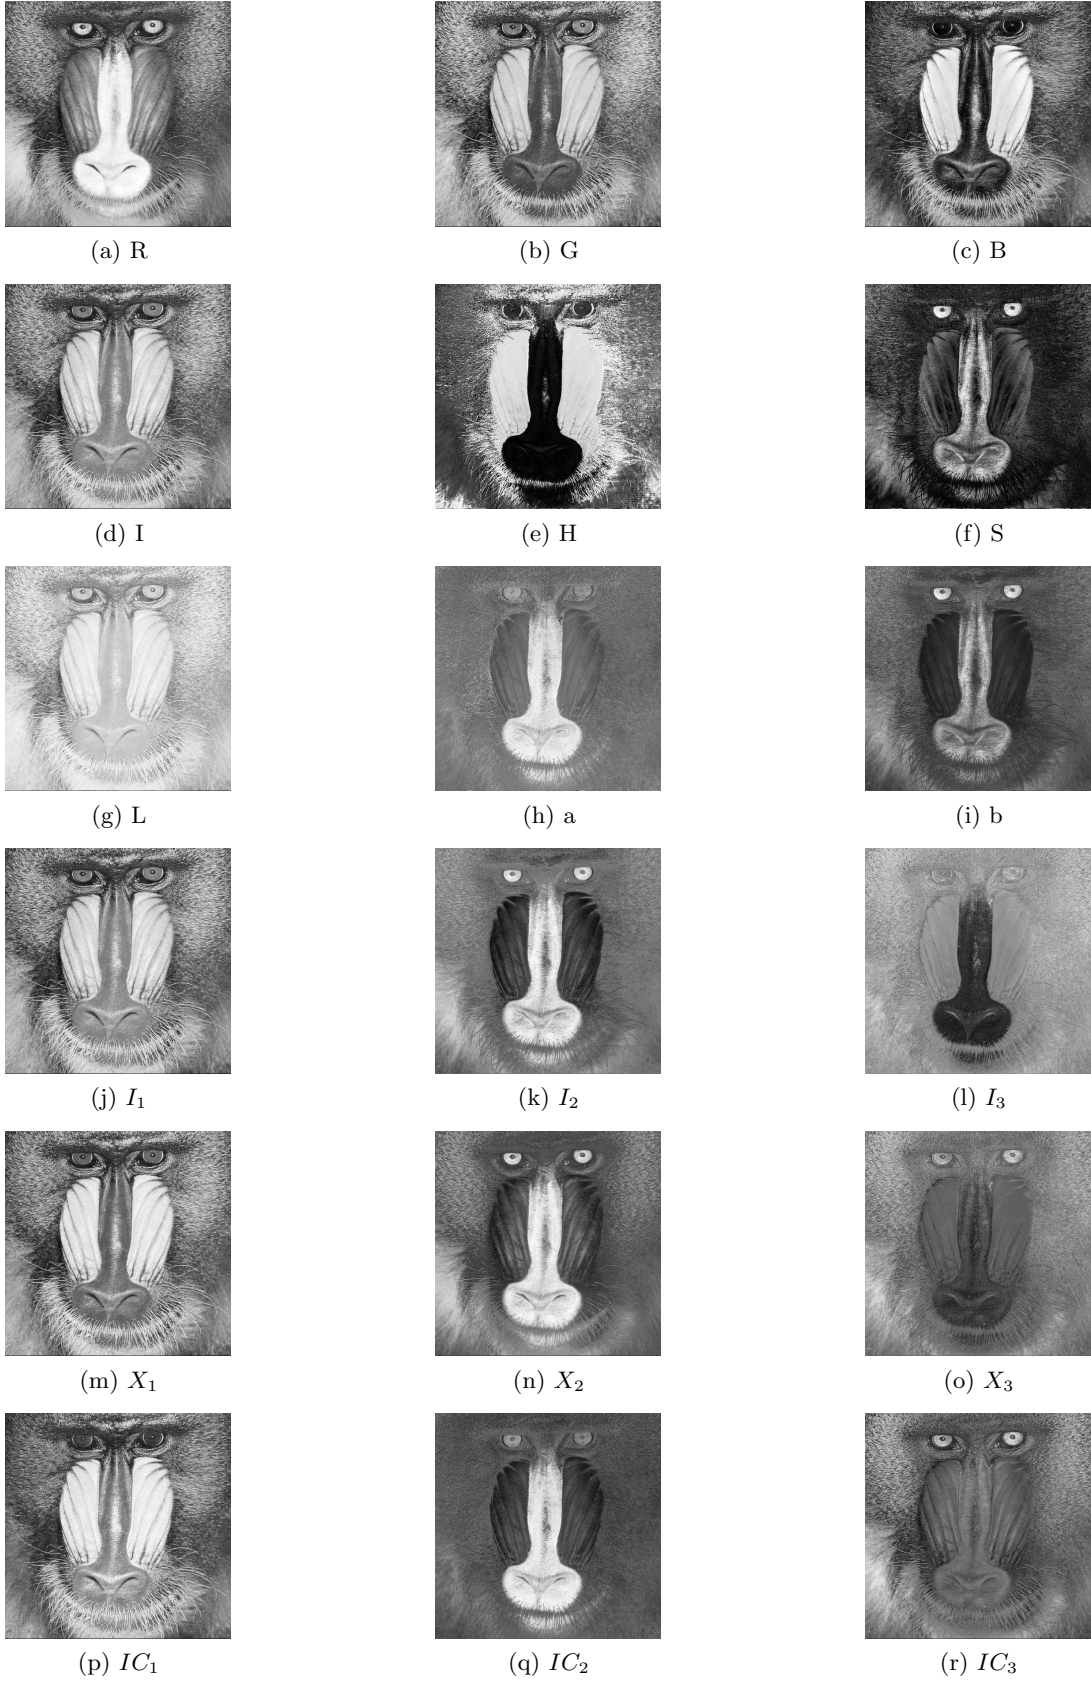 (a) R
(b) G
(c) B
(d) I
(e) H
(f) S
(g) L
(h) a
(i) b
(j) I₁
(k) I₂
(l) I₃
(m) X₁
(n) X₂
(o) X₃
(p) IC₁
(q) IC₂
(r) IC₃